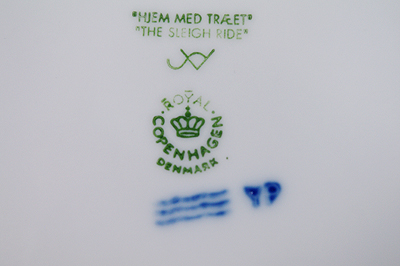 "HJEM MED TRÆET"
"THE SLEIGH RIDE"
ROYAL
COPENHAGEN
DENMARK